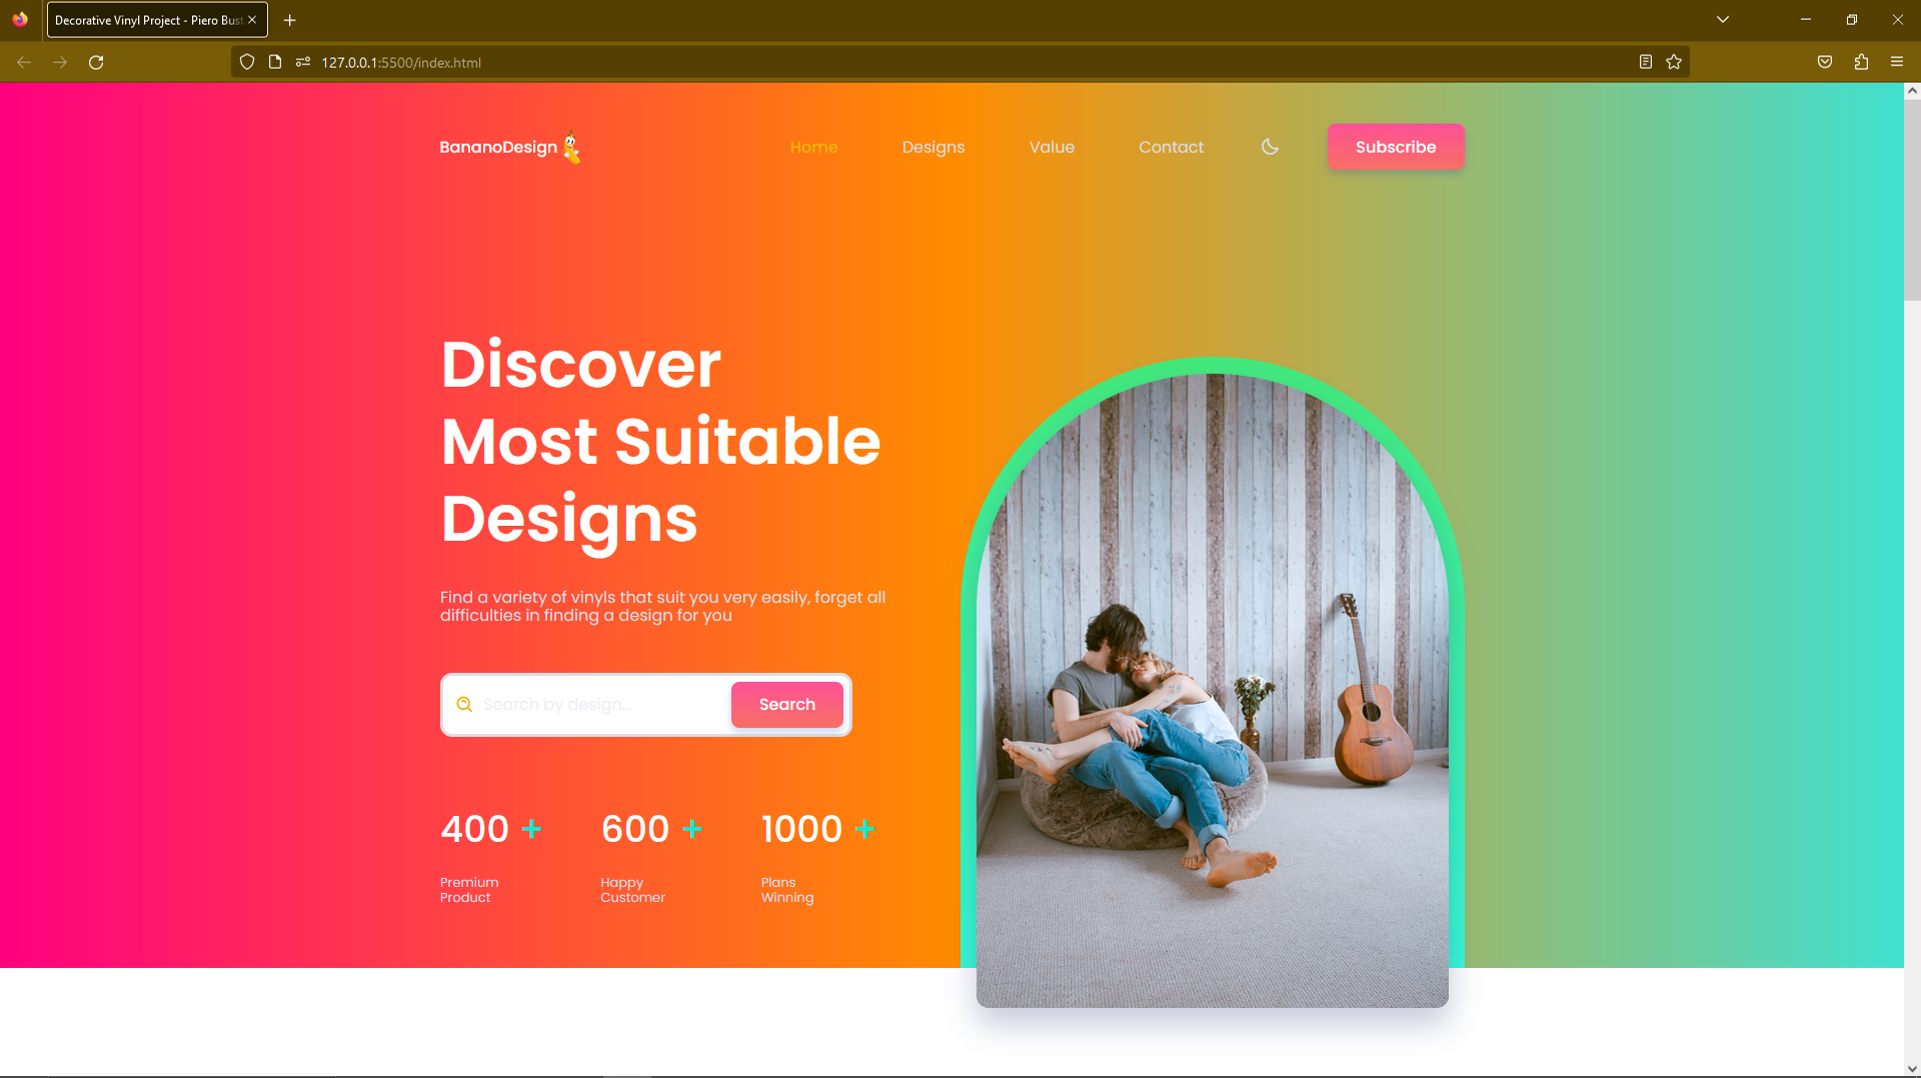 Decorative Vinyl Project - Piero Bust
127.0.0.1:5500/index.html
BananoDesign
Home
Designs
Value
Contact
Subscribe
Discover
Most Suitable
Designs
Find a variety of vinyls that suit you very easily, forget all
difficulties in finding a design for you
Search by design...
Search
400 +
600 +
1000 +
Premium
Product
Happy
Customer
Plans
Winning